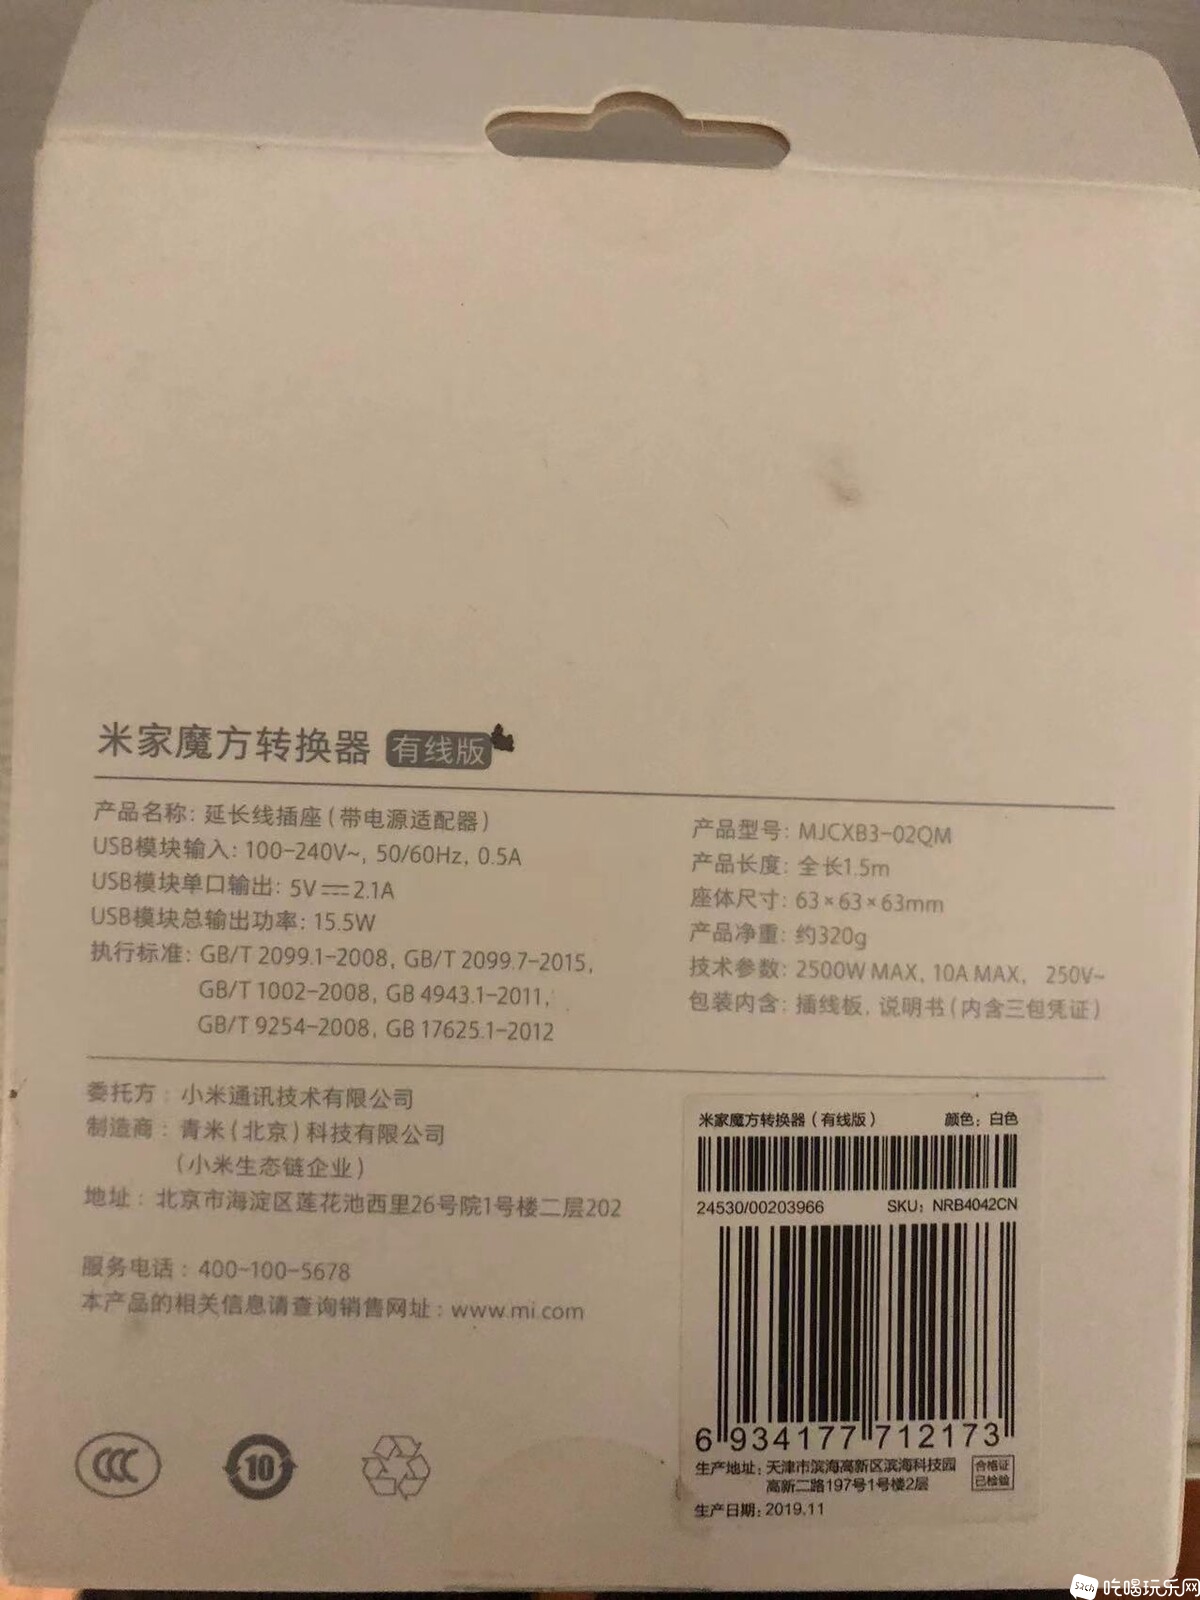 米家魔方转换器 有线版
产品名称: 延长线插座(带电源适配器)
USB模块输入: 100-240V~, 50/60Hz, 0.5A
USB模块单口输出: 5V⎓2.1A
USB模块总输出功率: 15.5W
执行标准: GB/T 2099.1-2008, GB/T 2099.7-2015,
GB/T 1002-2008, GB 4943.1-2011,
GB/T 9254-2008, GB 17625.1-2012
产品型号: MJCXB3-02QM
产品长度: 全长1.5m
座体尺寸: 63×63×63mm
产品净重: 约320g
技术参数: 2500W MAX, 10A MAX, 250V~
包装内含: 插线板, 说明书(内含三包凭证)
委托方: 小米通讯技术有限公司
制造商: 青米(北京)科技有限公司
(小米生态链企业)
地址: 北京市海淀区莲花池西里26号院1号楼二层202
服务电话: 400-100-5678
本产品的相关信息请查询销售网址: www.mi.com
CCC
10
米家魔方转换器(有线版) 颜色: 白色
24530/00203966 SKU: NRB4042CN
6 934177 712173
生产地址: 天津市滨海高新区滨海科技园
高新二路197号1号楼2层
合格证
已检验
生产日期: 2019.11
52ch 吃喝玩乐网